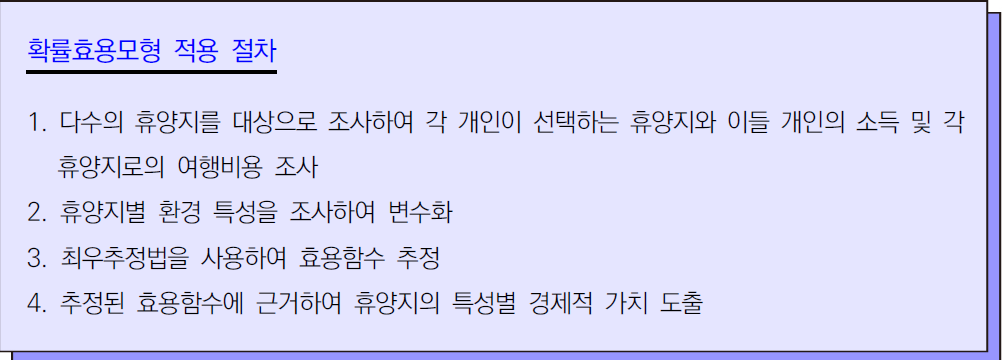 확률효용모형 적용 절차
1. 다수의 휴양지를 대상으로 조사하여 각 개인이 선택하는 휴양지와 이들 개인의 소득 및 각
휴양지로의 여행비용 조사
2. 휴양지별 환경 특성을 조사하여 변수화
3. 최우추정법을 사용하여 효용함수 추정
4. 추정된 효용함수에 근거하여 휴양지의 특성별 경제적 가치 도출